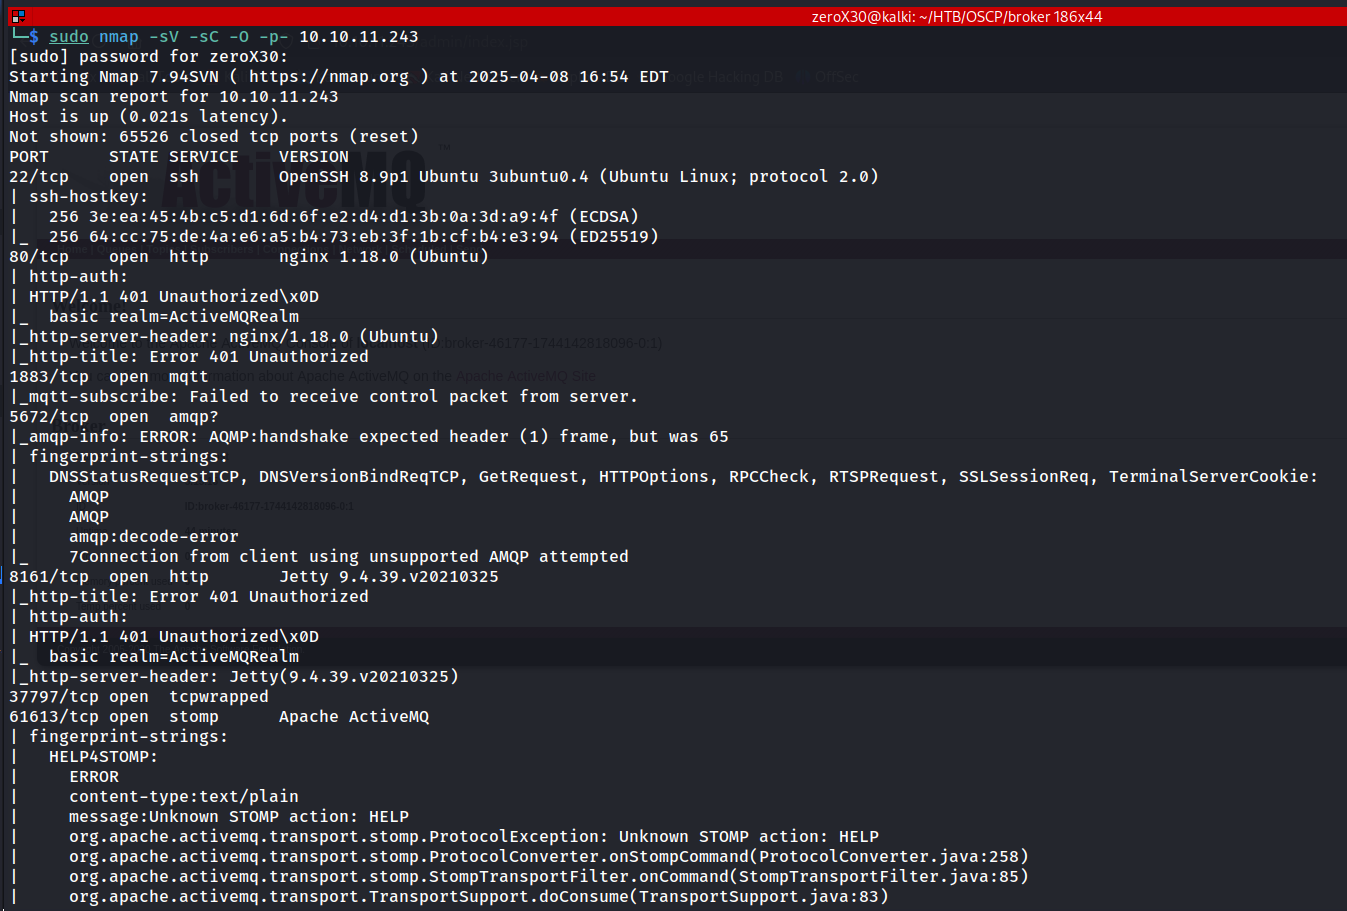 zeroX30@kalki: ~/HTB/OSCP/broker 186x44
└─$ sudo nmap -sV -sC -O -p- 10.10.11.243
[sudo] password for zeroX30:
Starting Nmap 7.94SVN ( https://nmap.org ) at 2025-04-08 16:54 EDT
Nmap scan report for 10.10.11.243
Host is up (0.021s latency).
Not shown: 65526 closed tcp ports (reset)
PORT      STATE SERVICE    VERSION
22/tcp    open  ssh        OpenSSH 8.9p1 Ubuntu 3ubuntu0.4 (Ubuntu Linux; protocol 2.0)
| ssh-hostkey:
|   256 3e:ea:45:4b:c5:d1:6d:6f:e2:d4:d1:3b:0a:3d:a9:4f (ECDSA)
|_  256 64:cc:75:de:4a:e6:a5:b4:73:eb:3f:1b:cf:b4:e3:94 (ED25519)
80/tcp    open  http       nginx 1.18.0 (Ubuntu)
| http-auth:
| HTTP/1.1 401 Unauthorized\x0D
|_  basic realm=ActiveMQRealm
|_http-server-header: nginx/1.18.0 (Ubuntu)
|_http-title: Error 401 Unauthorized
1883/tcp  open  mqtt
|_mqtt-subscribe: Failed to receive control packet from server.
5672/tcp  open  amqp?
|_amqp-info: ERROR: AQMP:handshake expected header (1) frame, but was 65
| fingerprint-strings:
|   DNSStatusRequestTCP, DNSVersionBindReqTCP, GetRequest, HTTPOptions, RPCCheck, RTSPRequest, SSLSessionReq, TerminalServerCookie:
|     AMQP
|     AMQP
|     amqp:decode-error
|_    7Connection from client using unsupported AMQP attempted
8161/tcp  open  http       Jetty 9.4.39.v20210325
|_http-title: Error 401 Unauthorized
| http-auth:
| HTTP/1.1 401 Unauthorized\x0D
|_  basic realm=ActiveMQRealm
|_http-server-header: Jetty(9.4.39.v20210325)
37797/tcp open  tcpwrapped
61613/tcp open  stomp      Apache ActiveMQ
| fingerprint-strings:
|   HELP4STOMP:
|     ERROR
|     content-type:text/plain
|     message:Unknown STOMP action: HELP
|     org.apache.activemq.transport.stomp.ProtocolException: Unknown STOMP action: HELP
|     org.apache.activemq.transport.stomp.ProtocolConverter.onStompCommand(ProtocolConverter.java:258)
|     org.apache.activemq.transport.stomp.StompTransportFilter.onCommand(StompTransportFilter.java:85)
|     org.apache.activemq.transport.TransportSupport.doConsume(TransportSupport.java:83)